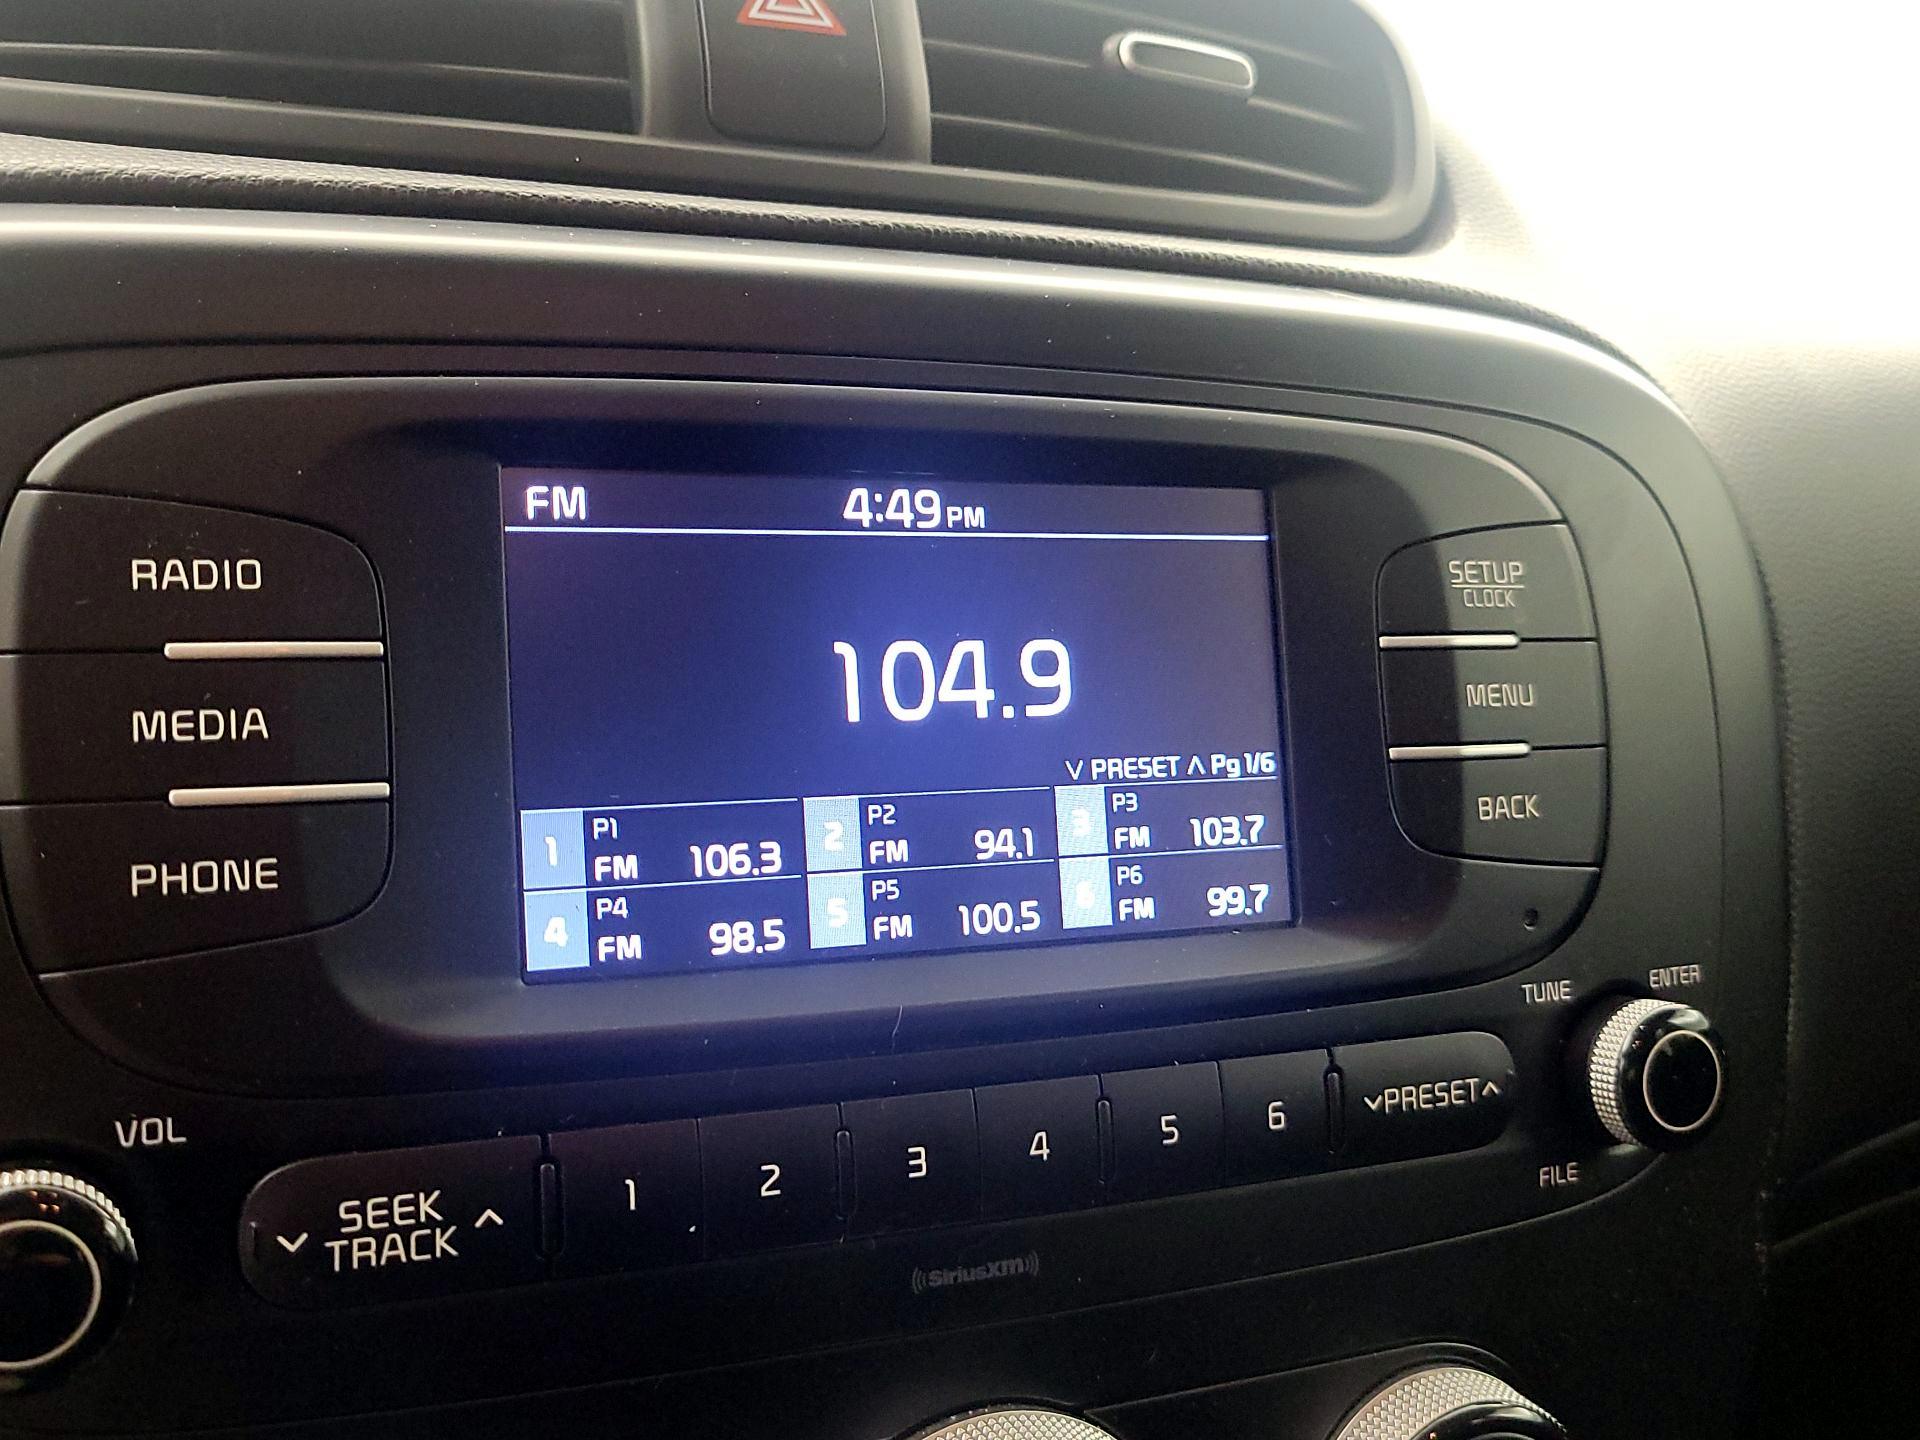 FM 4:49 PM
RADIO
104.9
SETUP
CLOCK
MEDIA
MENU
∨ PRESET ∧ Pg 1/6
1 P1 FM 106.3
2 P2 FM 94.1
3 P3 FM 103.7
BACK
PHONE
4 P4 FM 98.5
5 P5 FM 100.5
6 P6 FM 99.7
TUNE
ENTER
VOL
∨ SEEK ∧
TRACK
1 2 3 4 5 6
∨PRESET∧
FILE
((SiriusXM))